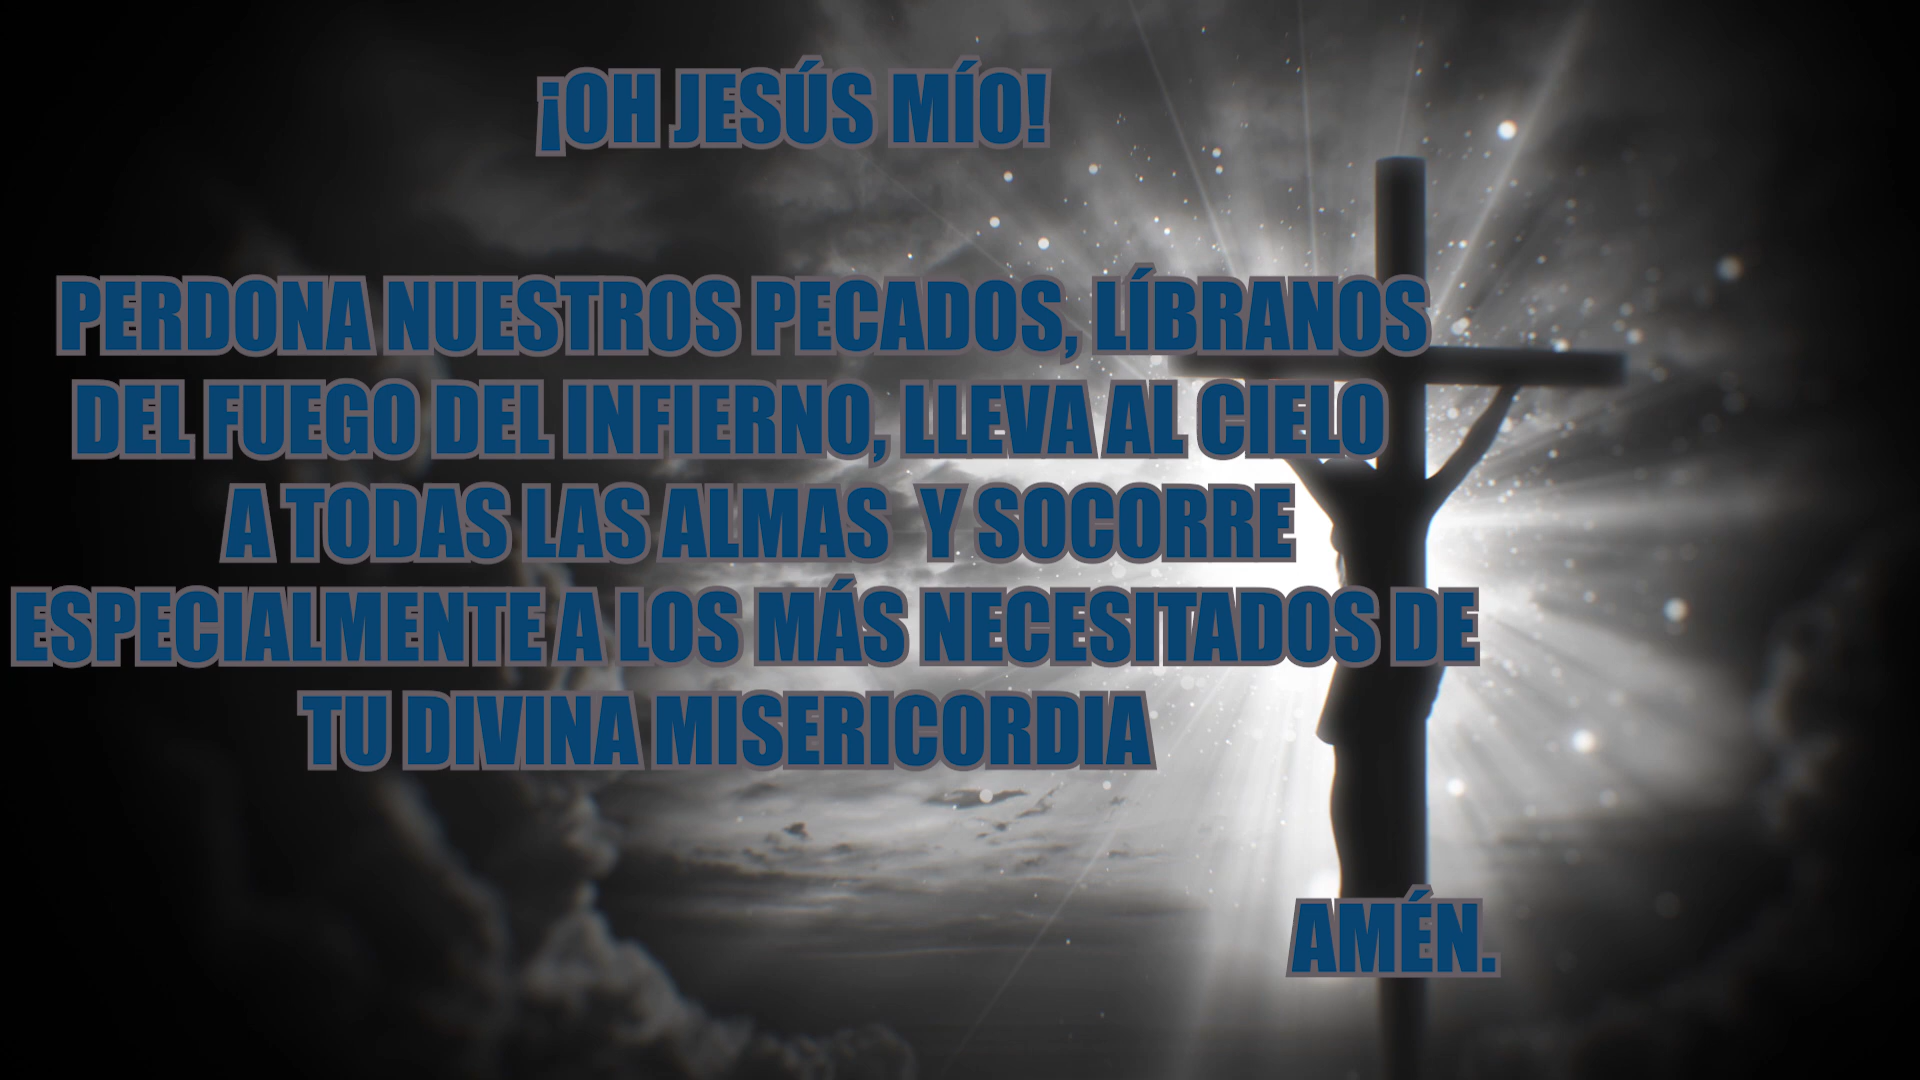 ¡OH JESÚS MÍO!
PERDONA NUESTROS PECADOS, LÍBRANOS
DEL FUEGO DEL INFIERNO, LLEVA AL CIELO
A TODAS LAS ALMAS Y SOCORRE
ESPECIALMENTE A LOS MÁS NECESITADOS DE
TU DIVINA MISERICORDIA
AMÉN.